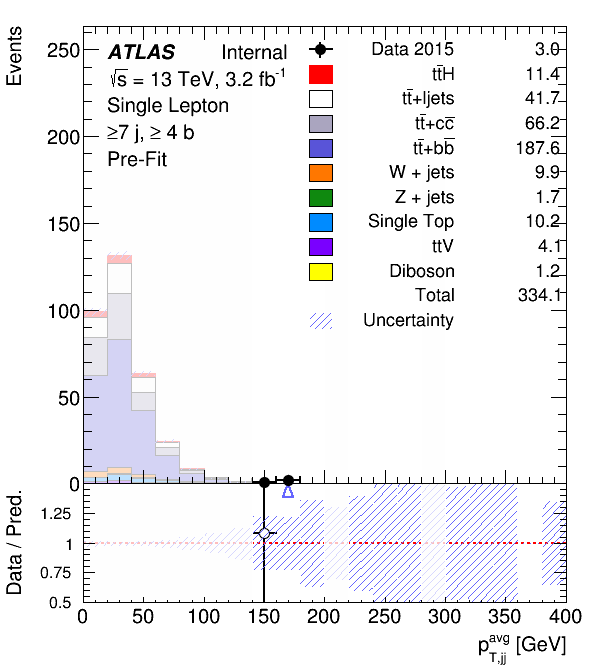 Events
ATLAS Internal
√s = 13 TeV, 3.2 fb⁻¹
Single Lepton
≥7 j, ≥ 4 b
Pre-Fit
Data 2015 3.0
tt̄H 11.4
tt̄+ljets 41.7
tt̄+cc̄ 66.2
tt̄+bb̄ 187.6
W + jets 9.9
Z + jets 1.7
Single Top 10.2
ttV 4.1
Diboson 1.2
Total 334.1
Uncertainty
250
200
150
100
50
0
Data / Pred.
1.25
1
0.75
0.5
0 50 100 150 200 250 300 350 400
p_{T,jj}^{avg} [GeV]